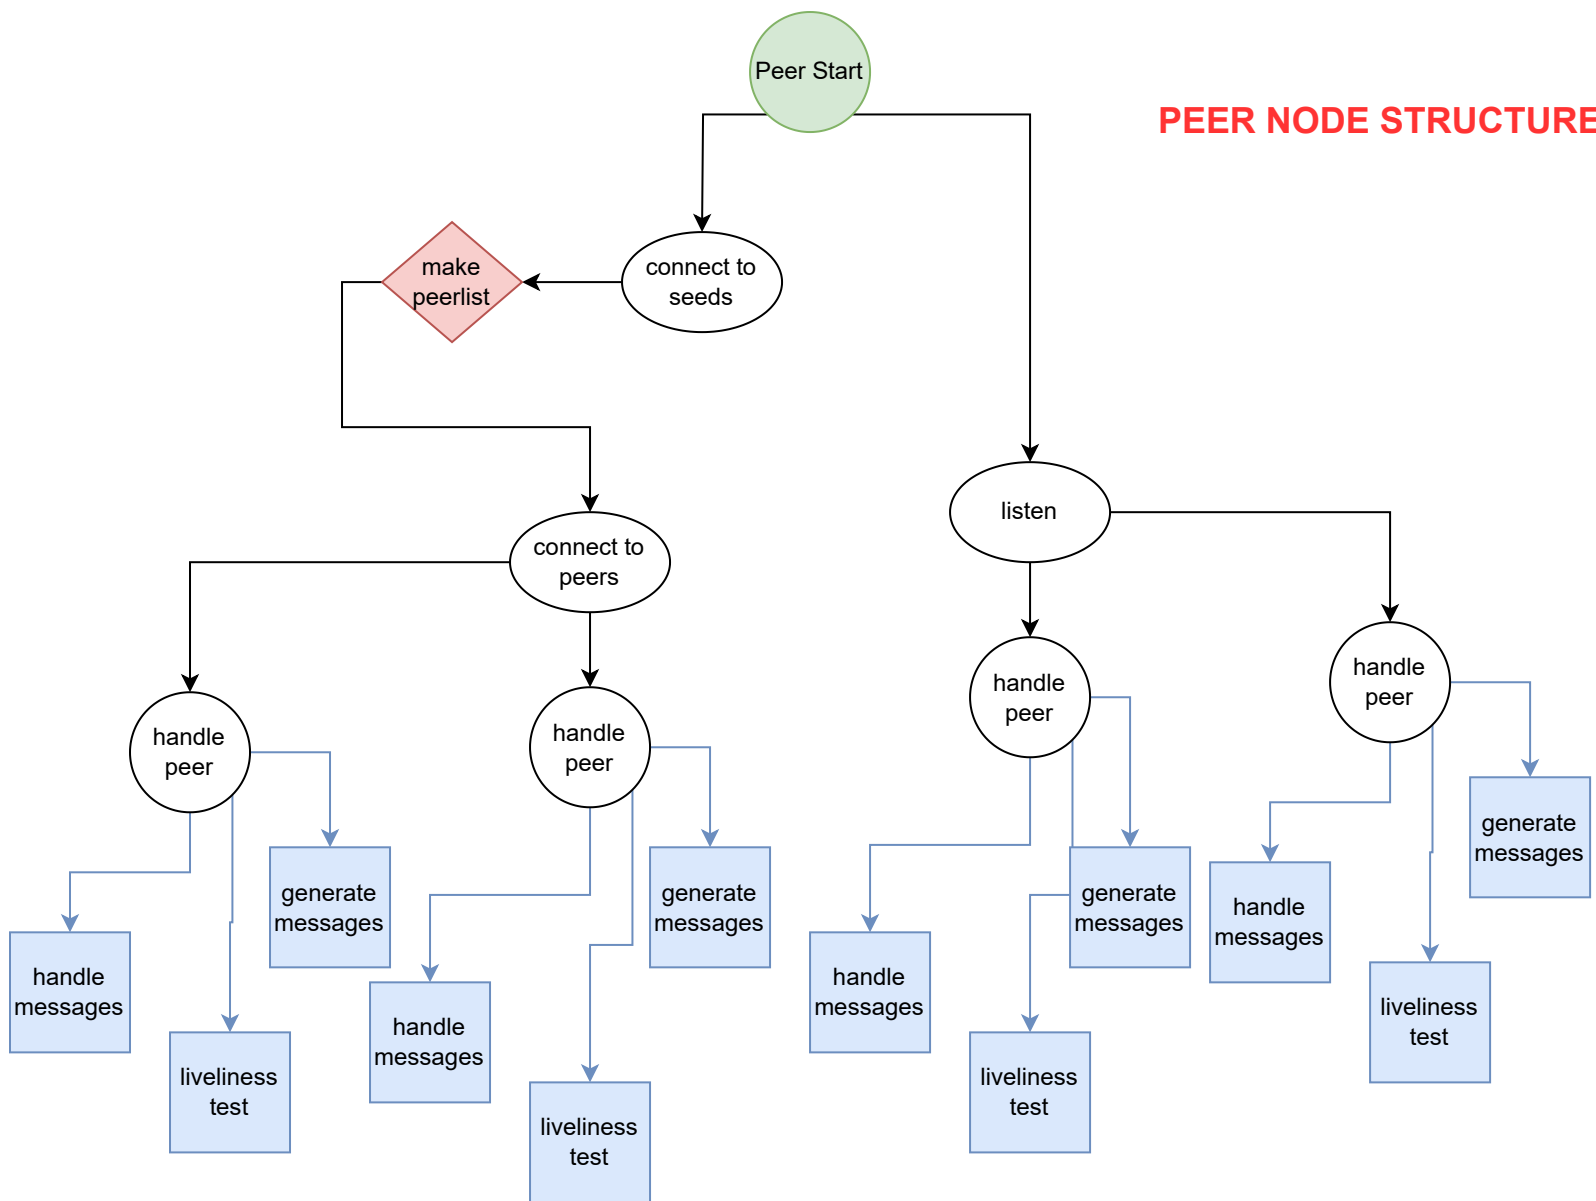 Peer Start
PEER NODE STRUCTURE
make
peerlist
connect to
seeds
listen
connect to
peers
handle
peer
handle
peer
handle
peer
handle
peer
generate
messages
generate
messages
generate
messages
generate
messages
handle
messages
handle
messages
handle
messages
handle
messages
liveliness
test
liveliness
test
liveliness
test
liveliness
test